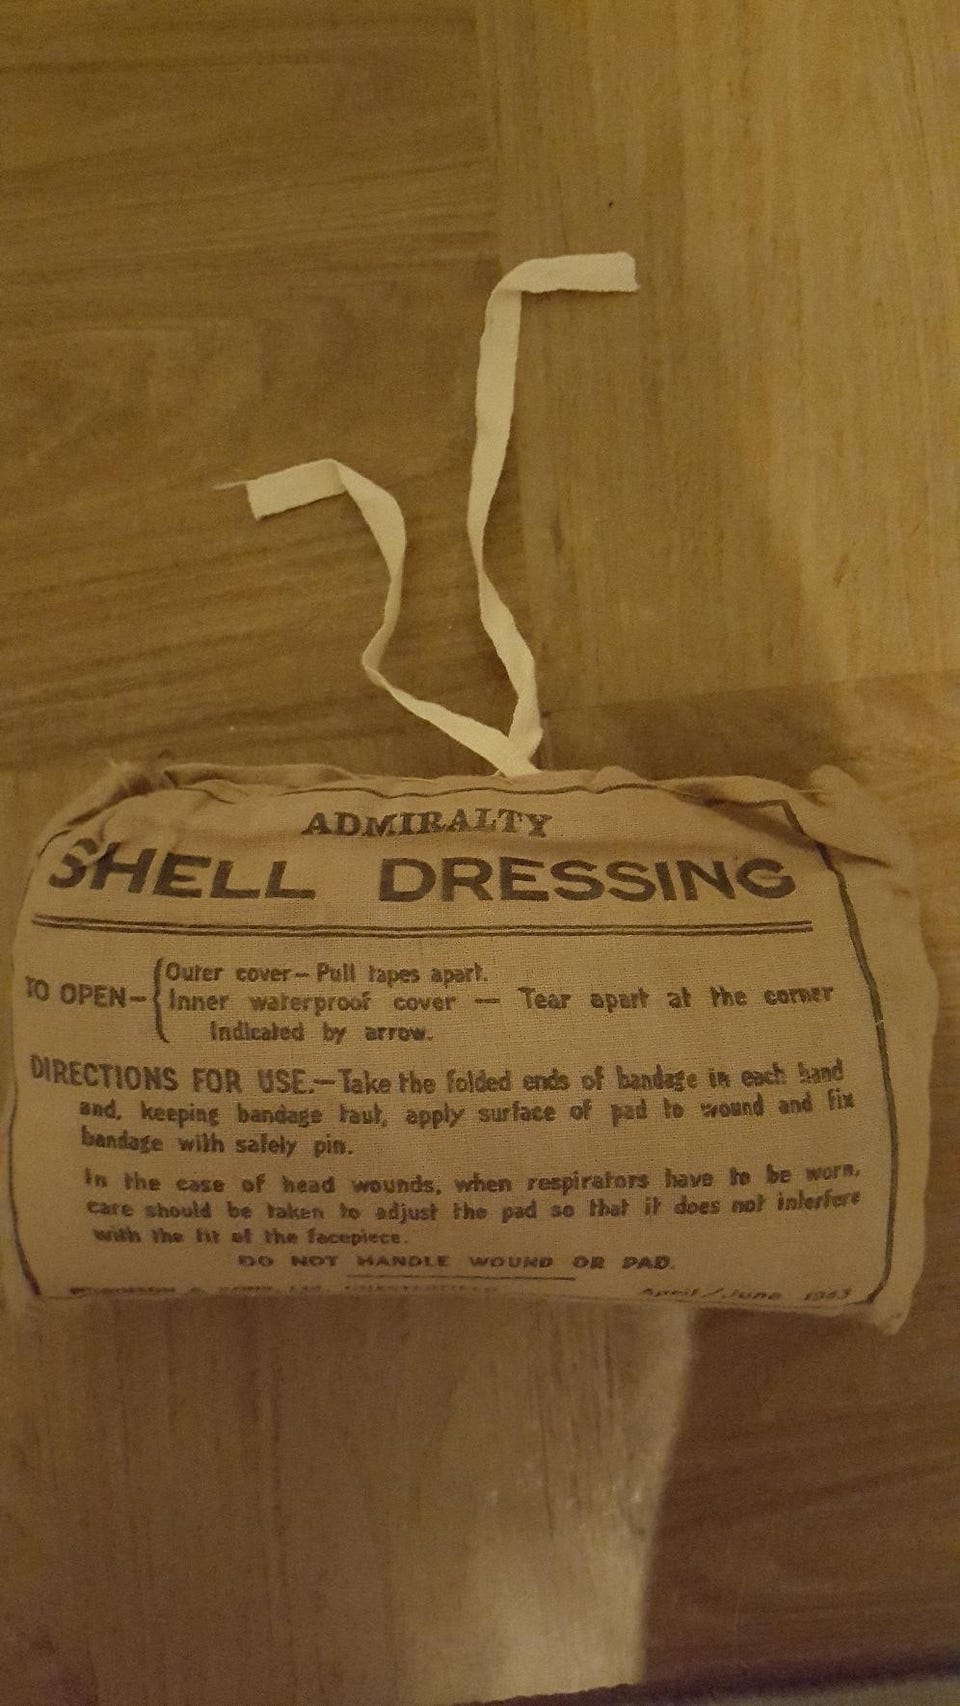 ADMIRALTY
SHELL DRESSING
TO OPEN— Outer cover — Pull tapes apart.
Inner waterproof cover — Tear apart at the corner
indicated by arrow.
DIRECTIONS FOR USE.—Take the folded ends of bandage in each hand
and, keeping bandage taut, apply surface of pad to wound and fix
bandage with safety pin.
In the case of head wounds, when respirators have to be worn,
care should be taken to adjust the pad so that it does not interfere
with the fit of the facepiece.
DO NOT HANDLE WOUND OR PAD.
April/June 1943